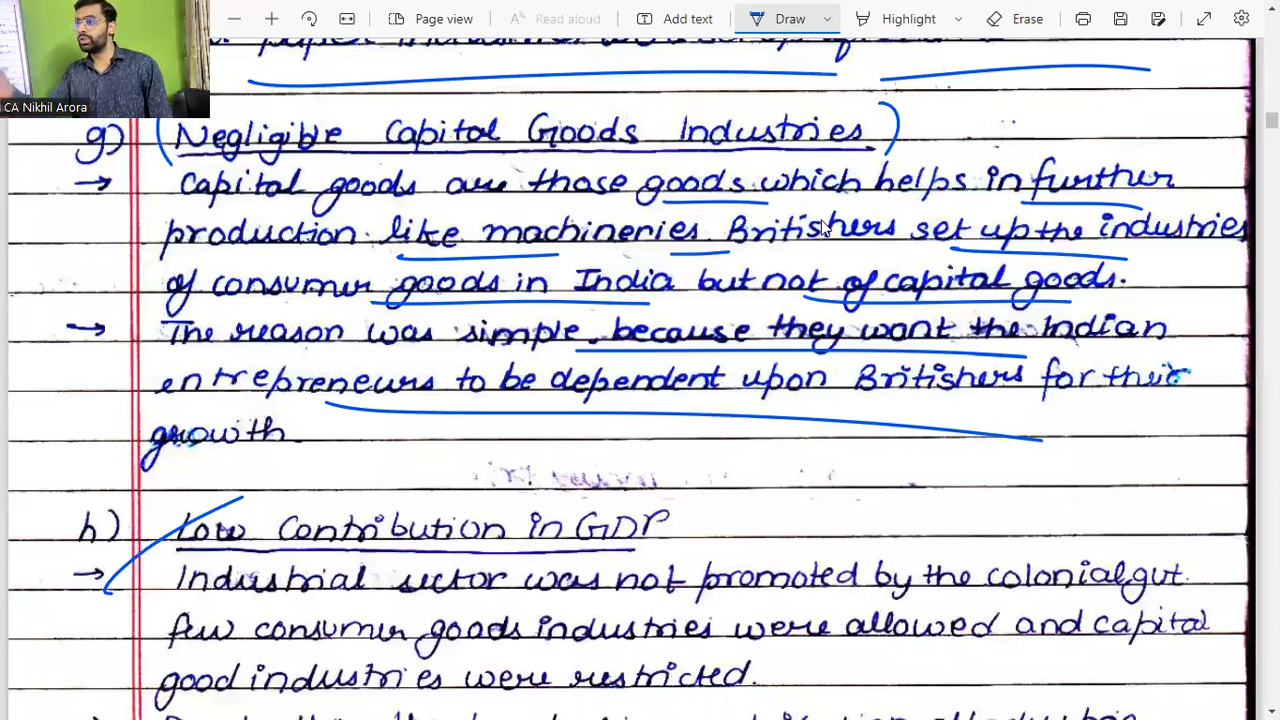 Page view
Read aloud
Add text
Draw
Highlight
Erase
CA Nikhil Arora
g) (Negligible Capital Goods Industries)
→ Capital goods are those goods which helps in further
production like machineries Britishers set up the industries
of consumer goods in India but not of capital goods.
→ The reason was simple. because they want the Indian
entrepreneurs to be dependent upon Britishers for their
growth.
h) Low Contribution in GDP
→ Industrial sector was not promoted by the colonial gvt.
few consumer goods industries were allowed and capital
good industries were restricted.